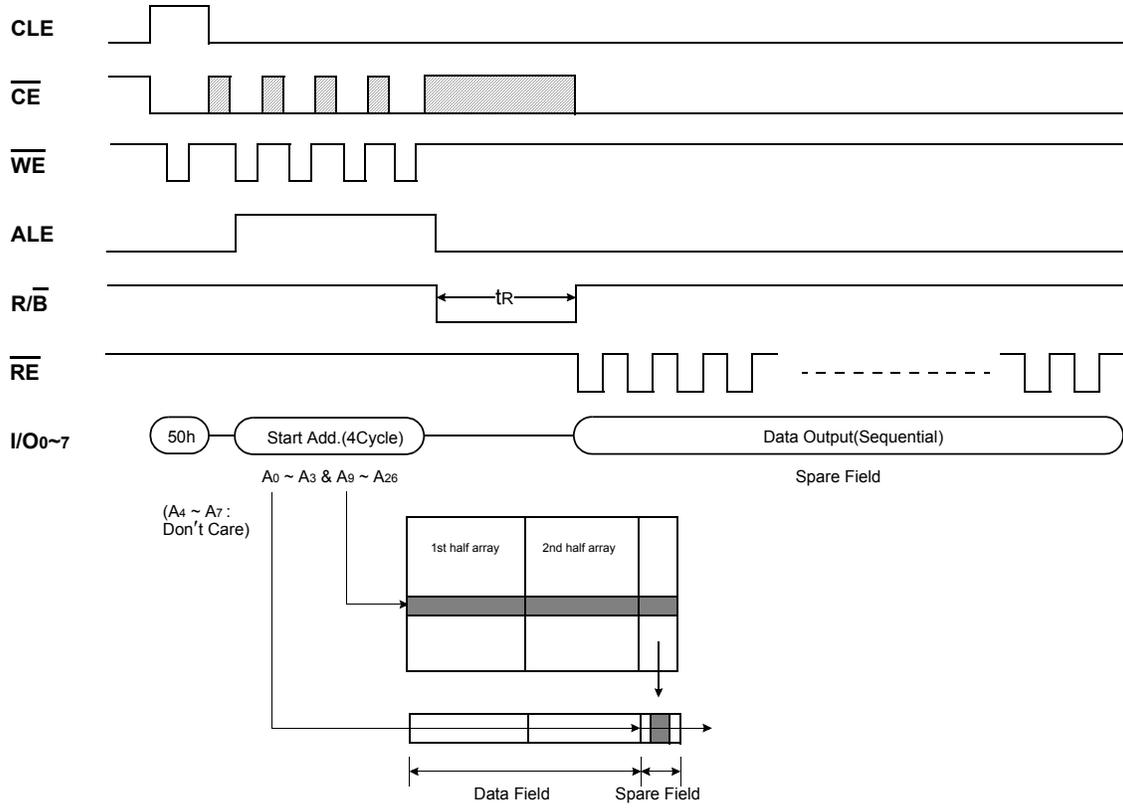 CLE
CE
WE
ALE
R/B
tR
RE
I/O0~7
50h
Start Add.(4Cycle)
Data Output(Sequential)
A0 ~ A3 & A9 ~ A26
Spare Field
(A4 ~ A7 :
Don't Care)
1st half array
2nd half array
Data Field
Spare Field